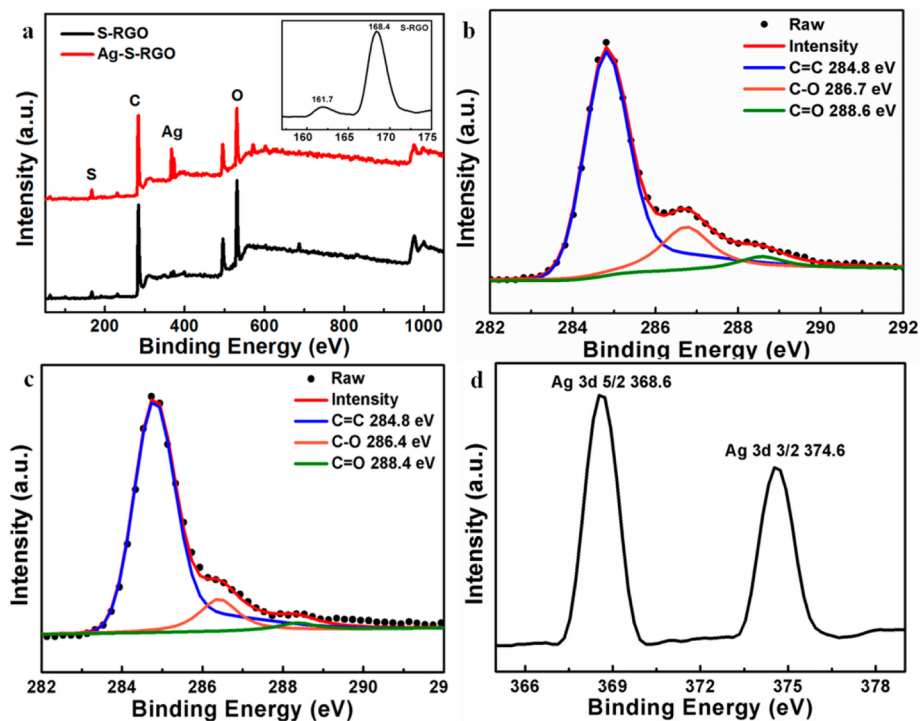 a
S-RGO
Ag-S-RGO
S-RGO
168.4
161.7
160 165 170 175
C
O
Ag
S
Intensity (a.u.)
200 400 600 800 1000
Binding Energy (eV)
b
Raw
Intensity
C=C 284.8 eV
C-O 286.7 eV
C=O 288.6 eV
Intensity (a.u.)
282 284 286 288 290 292
Binding Energy (eV)
c
Raw
Intensity
C=C 284.8 eV
C-O 286.4 eV
C=O 288.4 eV
Intensity (a.u.)
282 284 286 288 29
Binding Energy (eV)
d
Ag 3d 5/2 368.6
Ag 3d 3/2 374.6
Intensity (a.u.)
366 369 372 375 378
Binding Energy (eV)